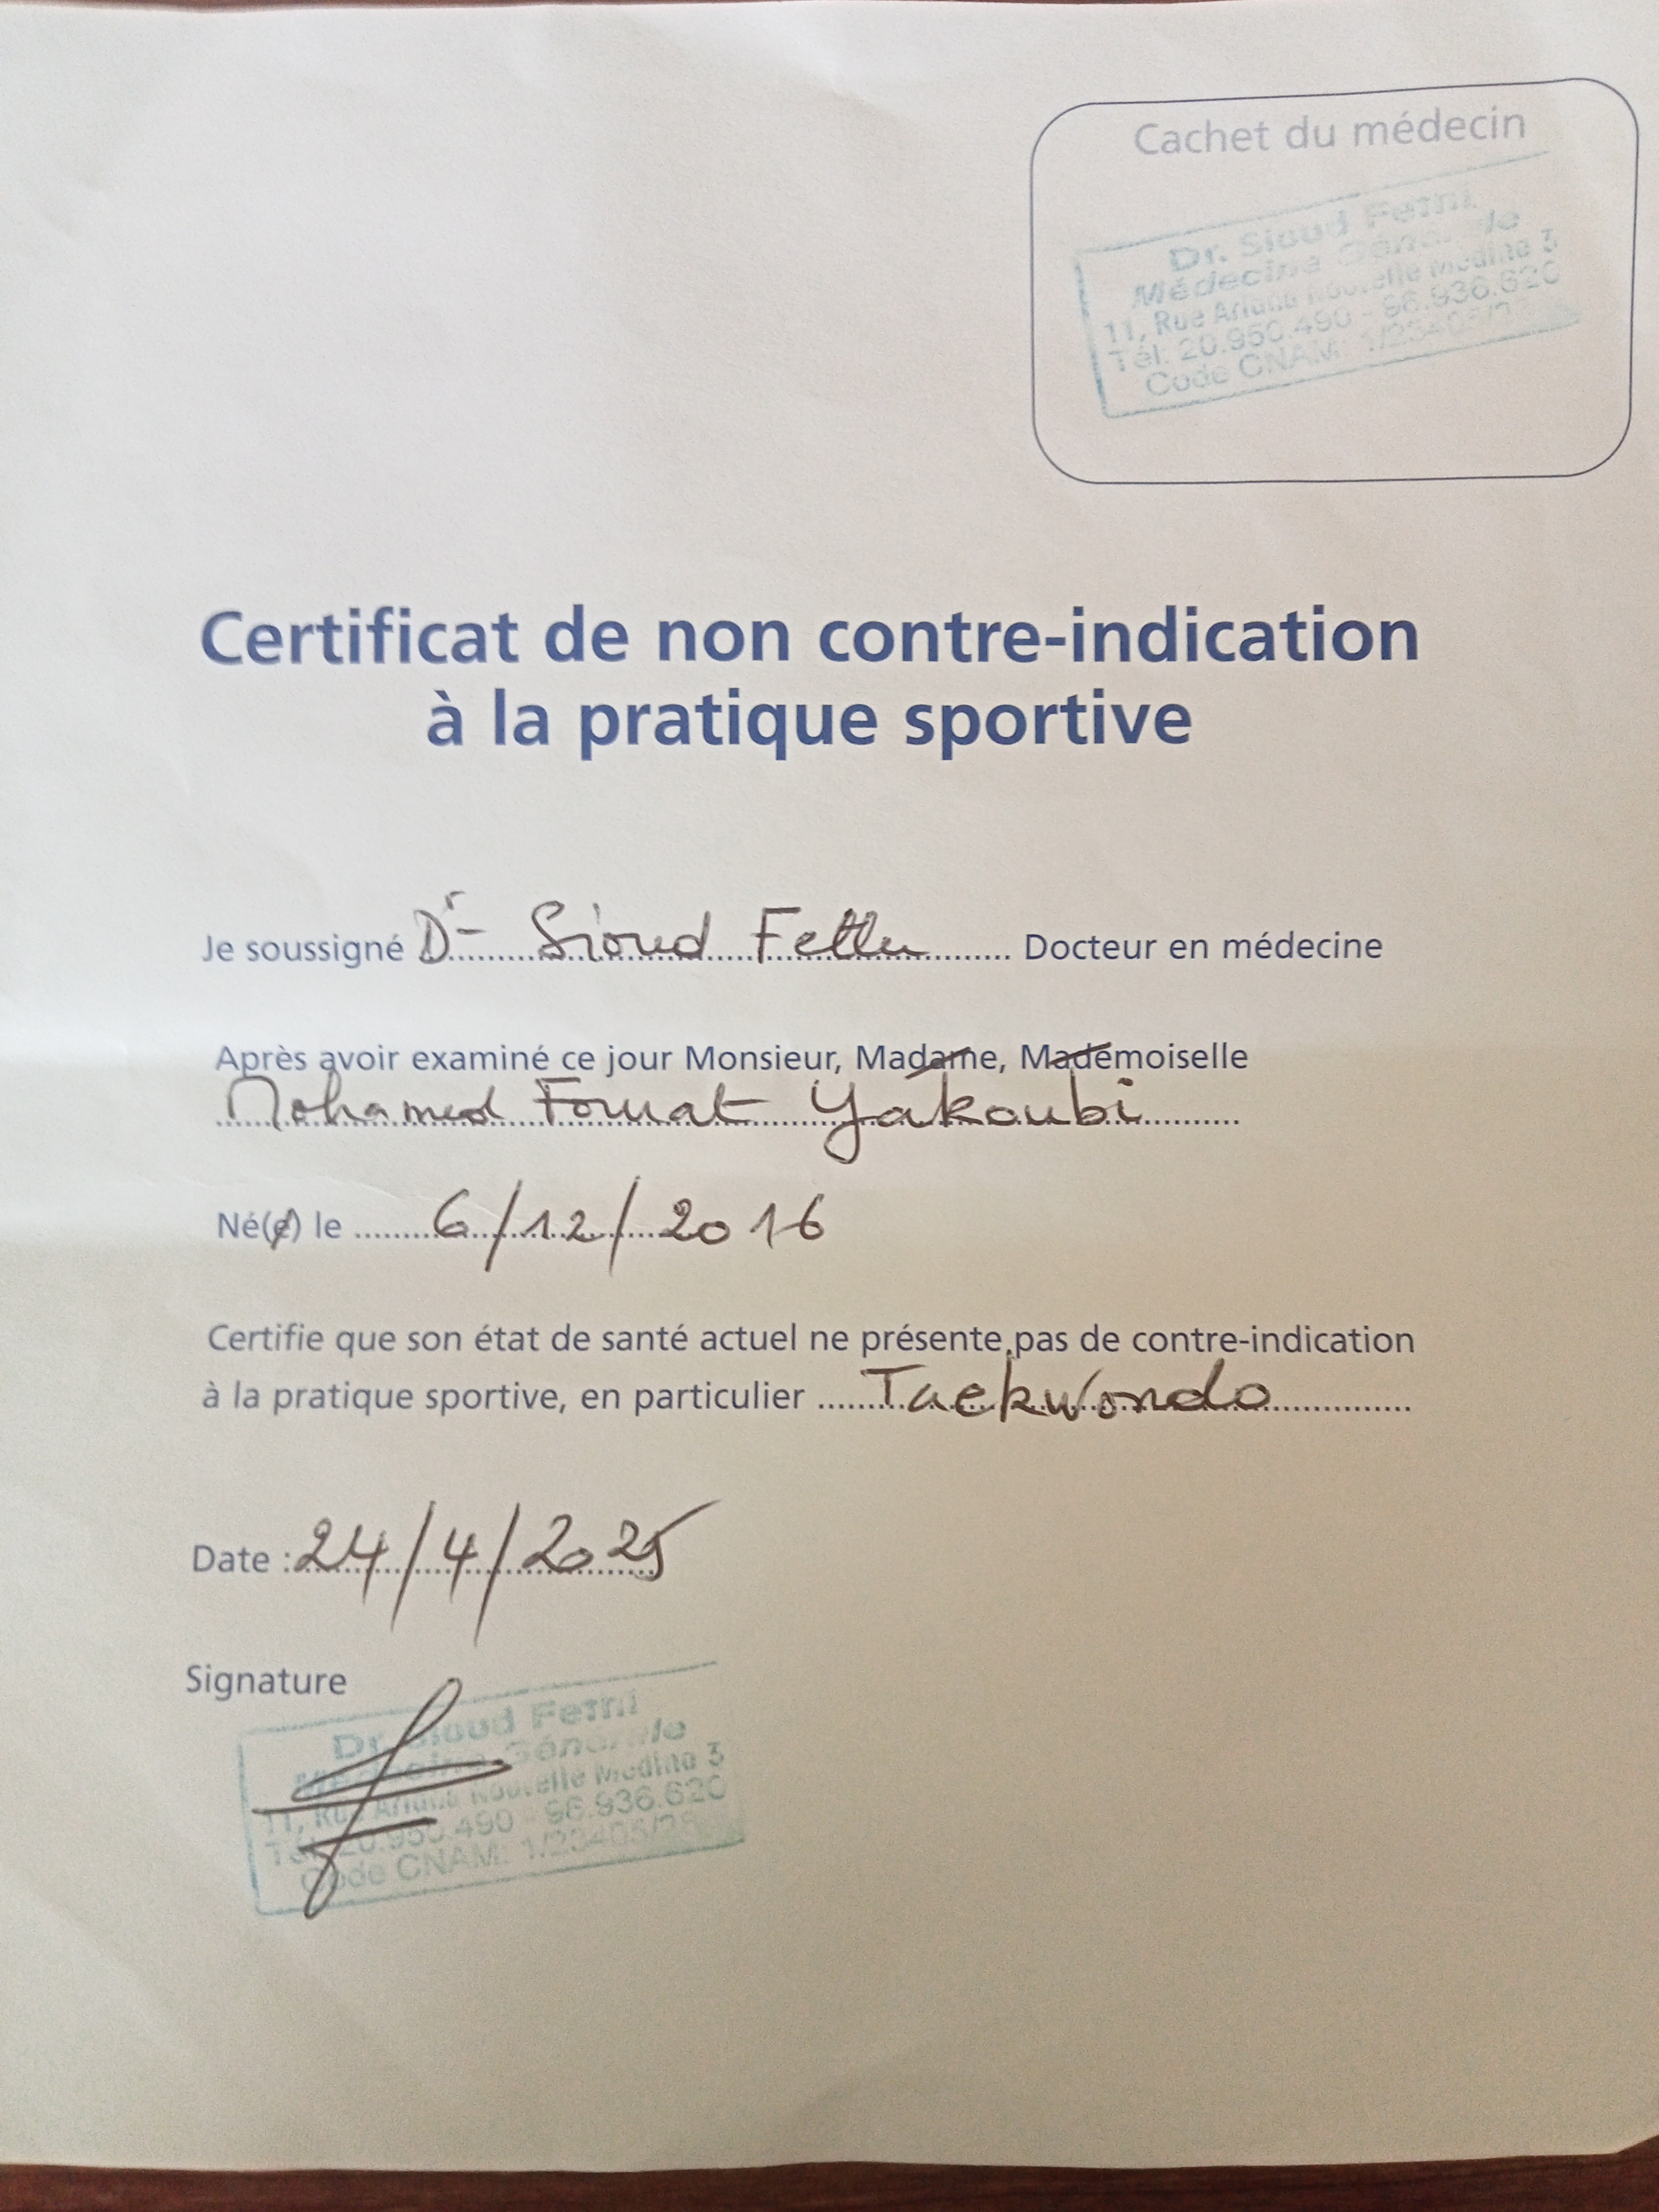 Cachet du médecin
Dr. Sioud Fethi
Médecine Générale
11, Rue Ariana Nouvelle Medina 3
Tél: 20.950.490 - 96.936.620
Code CNAM: 1/23405/
Certificat de non contre-indication
à la pratique sportive
Je soussigné Dr Sioud Fethi Docteur en médecine
Après avoir examiné ce jour Monsieur, Madame, Mademoiselle
Mohamed Yakoubi
Né(e) le 6/12/2016
Certifie que son état de santé actuel ne présente pas de contre-indication
à la pratique sportive, en particulier Taekwondo
Date : 24/4/2025
Signature
Dr. Sioud Fethi
Médecine Générale
11, Rue Ariana Nouvelle Medina 3
Tél: 20.950.490 - 96.936.620
Code CNAM: 1/23405/